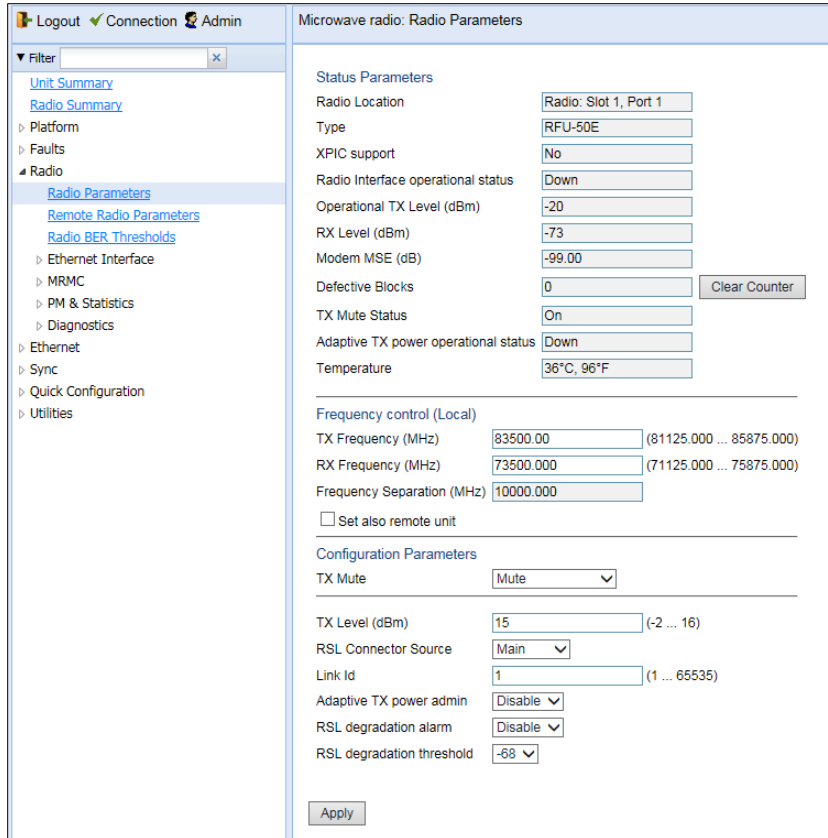 Logout Connection Admin
Filter
Unit Summary
Radio Summary
Platform
Faults
Radio
Radio Parameters
Remote Radio Parameters
Radio BER Thresholds
Ethernet Interface
MRMC
PM & Statistics
Diagnostics
Ethernet
Sync
Quick Configuration
Utilities
Microwave radio: Radio Parameters
Status Parameters
Radio Location Radio: Slot 1, Port 1
Type RFU-50E
XPIC support No
Radio Interface operational status Down
Operational TX Level (dBm) -20
RX Level (dBm) -73
Modem MSE (dB) -99.00
Defective Blocks 0 Clear Counter
TX Mute Status On
Adaptive TX power operational status Down
Temperature 36°C, 96°F
Frequency control (Local)
TX Frequency (MHz) 83500.00 (81125.000 ... 85875.000)
RX Frequency (MHz) 73500.000 (71125.000 ... 75875.000)
Frequency Separation (MHz) 10000.000
Set also remote unit
Configuration Parameters
TX Mute Mute
TX Level (dBm) 15 (-2 ... 16)
RSL Connector Source Main
Link Id 1 (1 ... 65535)
Adaptive TX power admin Disable
RSL degradation alarm Disable
RSL degradation threshold -68
Apply